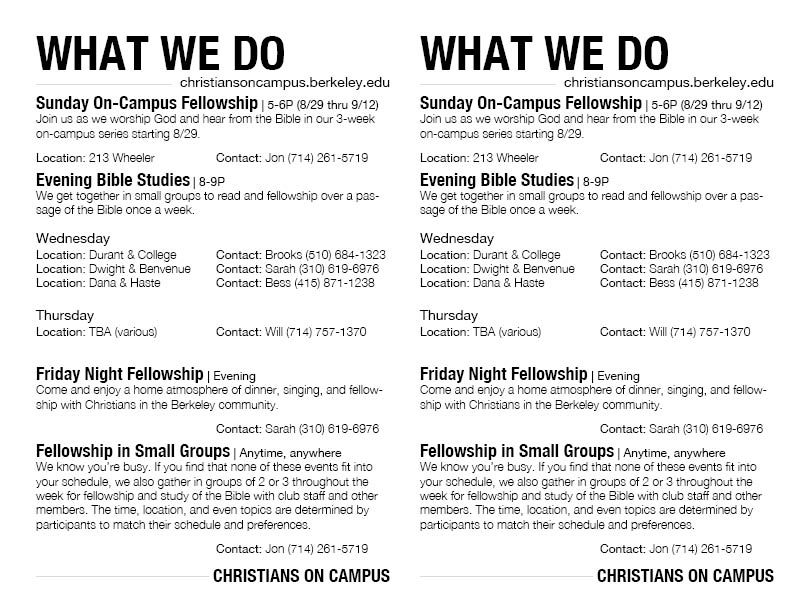 WHAT WE DO
christiansoncampus.berkeley.edu
Sunday On-Campus Fellowship | 5-6P (8/29 thru 9/12)
Join us as we worship God and hear from the Bible in our 3-week
on-campus series starting 8/29.
Location: 213 Wheeler Contact: Jon (714) 261-5719
Evening Bible Studies | 8-9P
We get together in small groups to read and fellowship over a pas-
sage of the Bible once a week.
Wednesday
Location: Durant & College Contact: Brooks (510) 684-1323
Location: Dwight & Benvenue Contact: Sarah (310) 619-6976
Location: Dana & Haste Contact: Bess (415) 871-1238
Thursday
Location: TBA (various) Contact: Will (714) 757-1370
Friday Night Fellowship | Evening
Come and enjoy a home atmosphere of dinner, singing, and fellow-
ship with Christians in the Berkeley community.
Contact: Sarah (310) 619-6976
Fellowship in Small Groups | Anytime, anywhere
We know you're busy. If you find that none of these events fit into
your schedule, we also gather in groups of 2 or 3 throughout the
week for fellowship and study of the Bible with club staff and other
members. The time, location, and even topics are determined by
participants to match their schedule and preferences.
Contact: Jon (714) 261-5719
CHRISTIANS ON CAMPUS
WHAT WE DO
christiansoncampus.berkeley.edu
Sunday On-Campus Fellowship | 5-6P (8/29 thru 9/12)
Join us as we worship God and hear from the Bible in our 3-week
on-campus series starting 8/29.
Location: 213 Wheeler Contact: Jon (714) 261-5719
Evening Bible Studies | 8-9P
We get together in small groups to read and fellowship over a pas-
sage of the Bible once a week.
Wednesday
Location: Durant & College Contact: Brooks (510) 684-1323
Location: Dwight & Benvenue Contact: Sarah (310) 619-6976
Location: Dana & Haste Contact: Bess (415) 871-1238
Thursday
Location: TBA (various) Contact: Will (714) 757-1370
Friday Night Fellowship | Evening
Come and enjoy a home atmosphere of dinner, singing, and fellow-
ship with Christians in the Berkeley community.
Contact: Sarah (310) 619-6976
Fellowship in Small Groups | Anytime, anywhere
We know you're busy. If you find that none of these events fit into
your schedule, we also gather in groups of 2 or 3 throughout the
week for fellowship and study of the Bible with club staff and other
members. The time, location, and even topics are determined by
participants to match their schedule and preferences.
Contact: Jon (714) 261-5719
CHRISTIANS ON CAMPUS